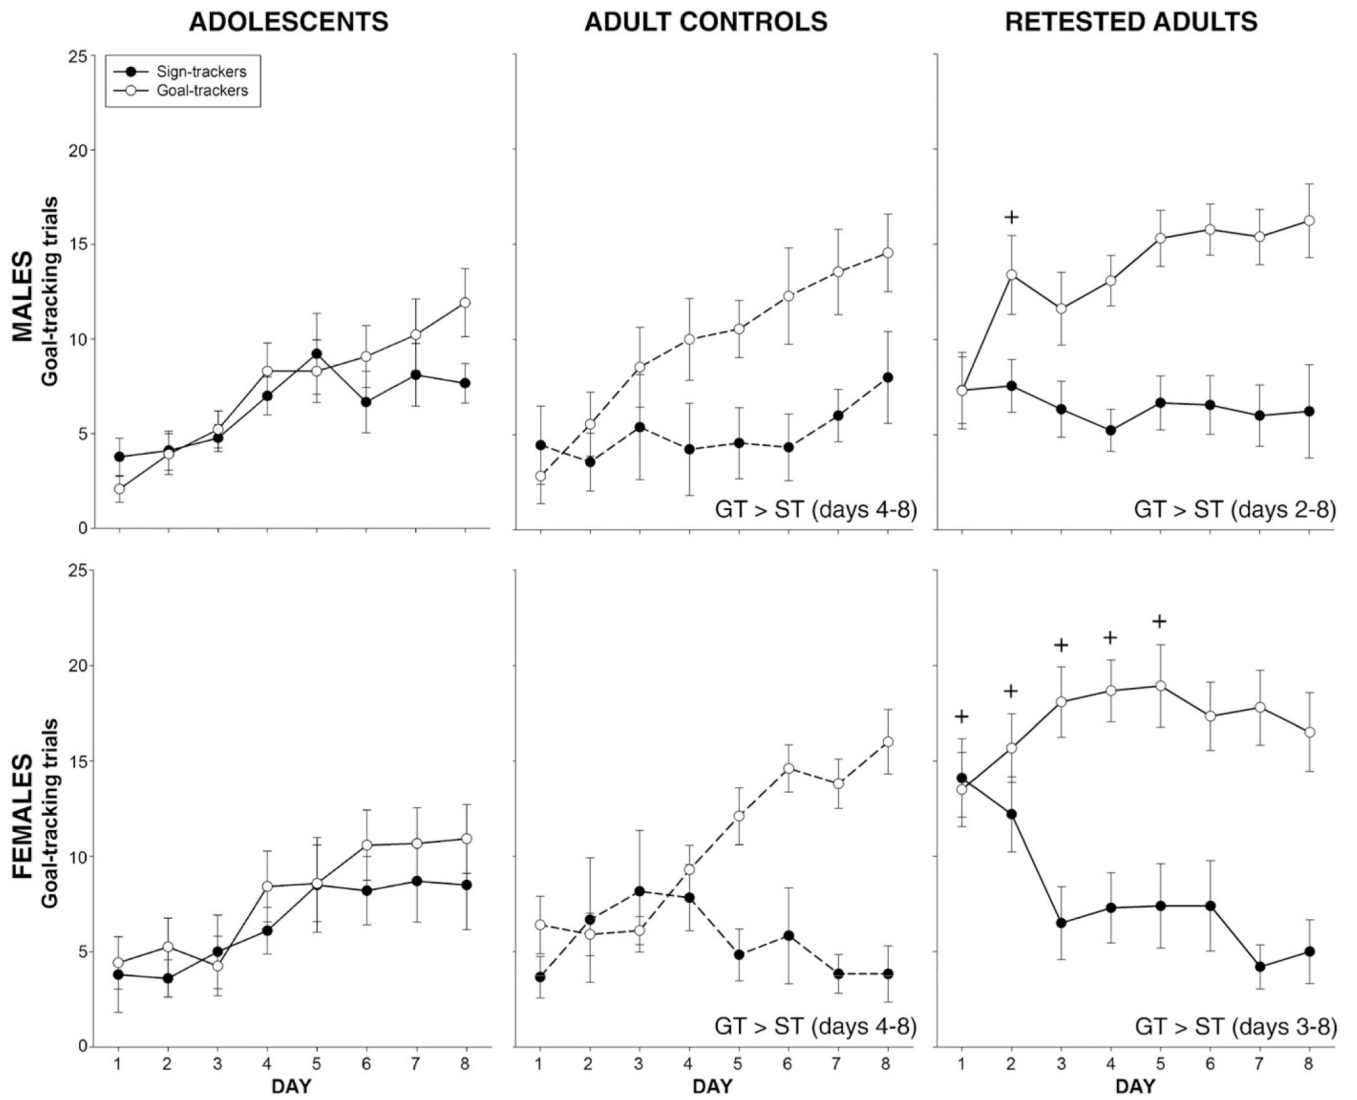 ADOLESCENTS
ADULT CONTROLS
RETESTED ADULTS
MALES
Goal-tracking trials
25
20
15
10
5
0
Sign-trackers
Goal-trackers
GT > ST (days 4-8)
+
GT > ST (days 2-8)
FEMALES
Goal-tracking trials
25
20
15
10
5
0
1 2 3 4 5 6 7 8
DAY
GT > ST (days 4-8)
1 2 3 4 5 6 7 8
DAY
+ + + + +
GT > ST (days 3-8)
1 2 3 4 5 6 7 8
DAY